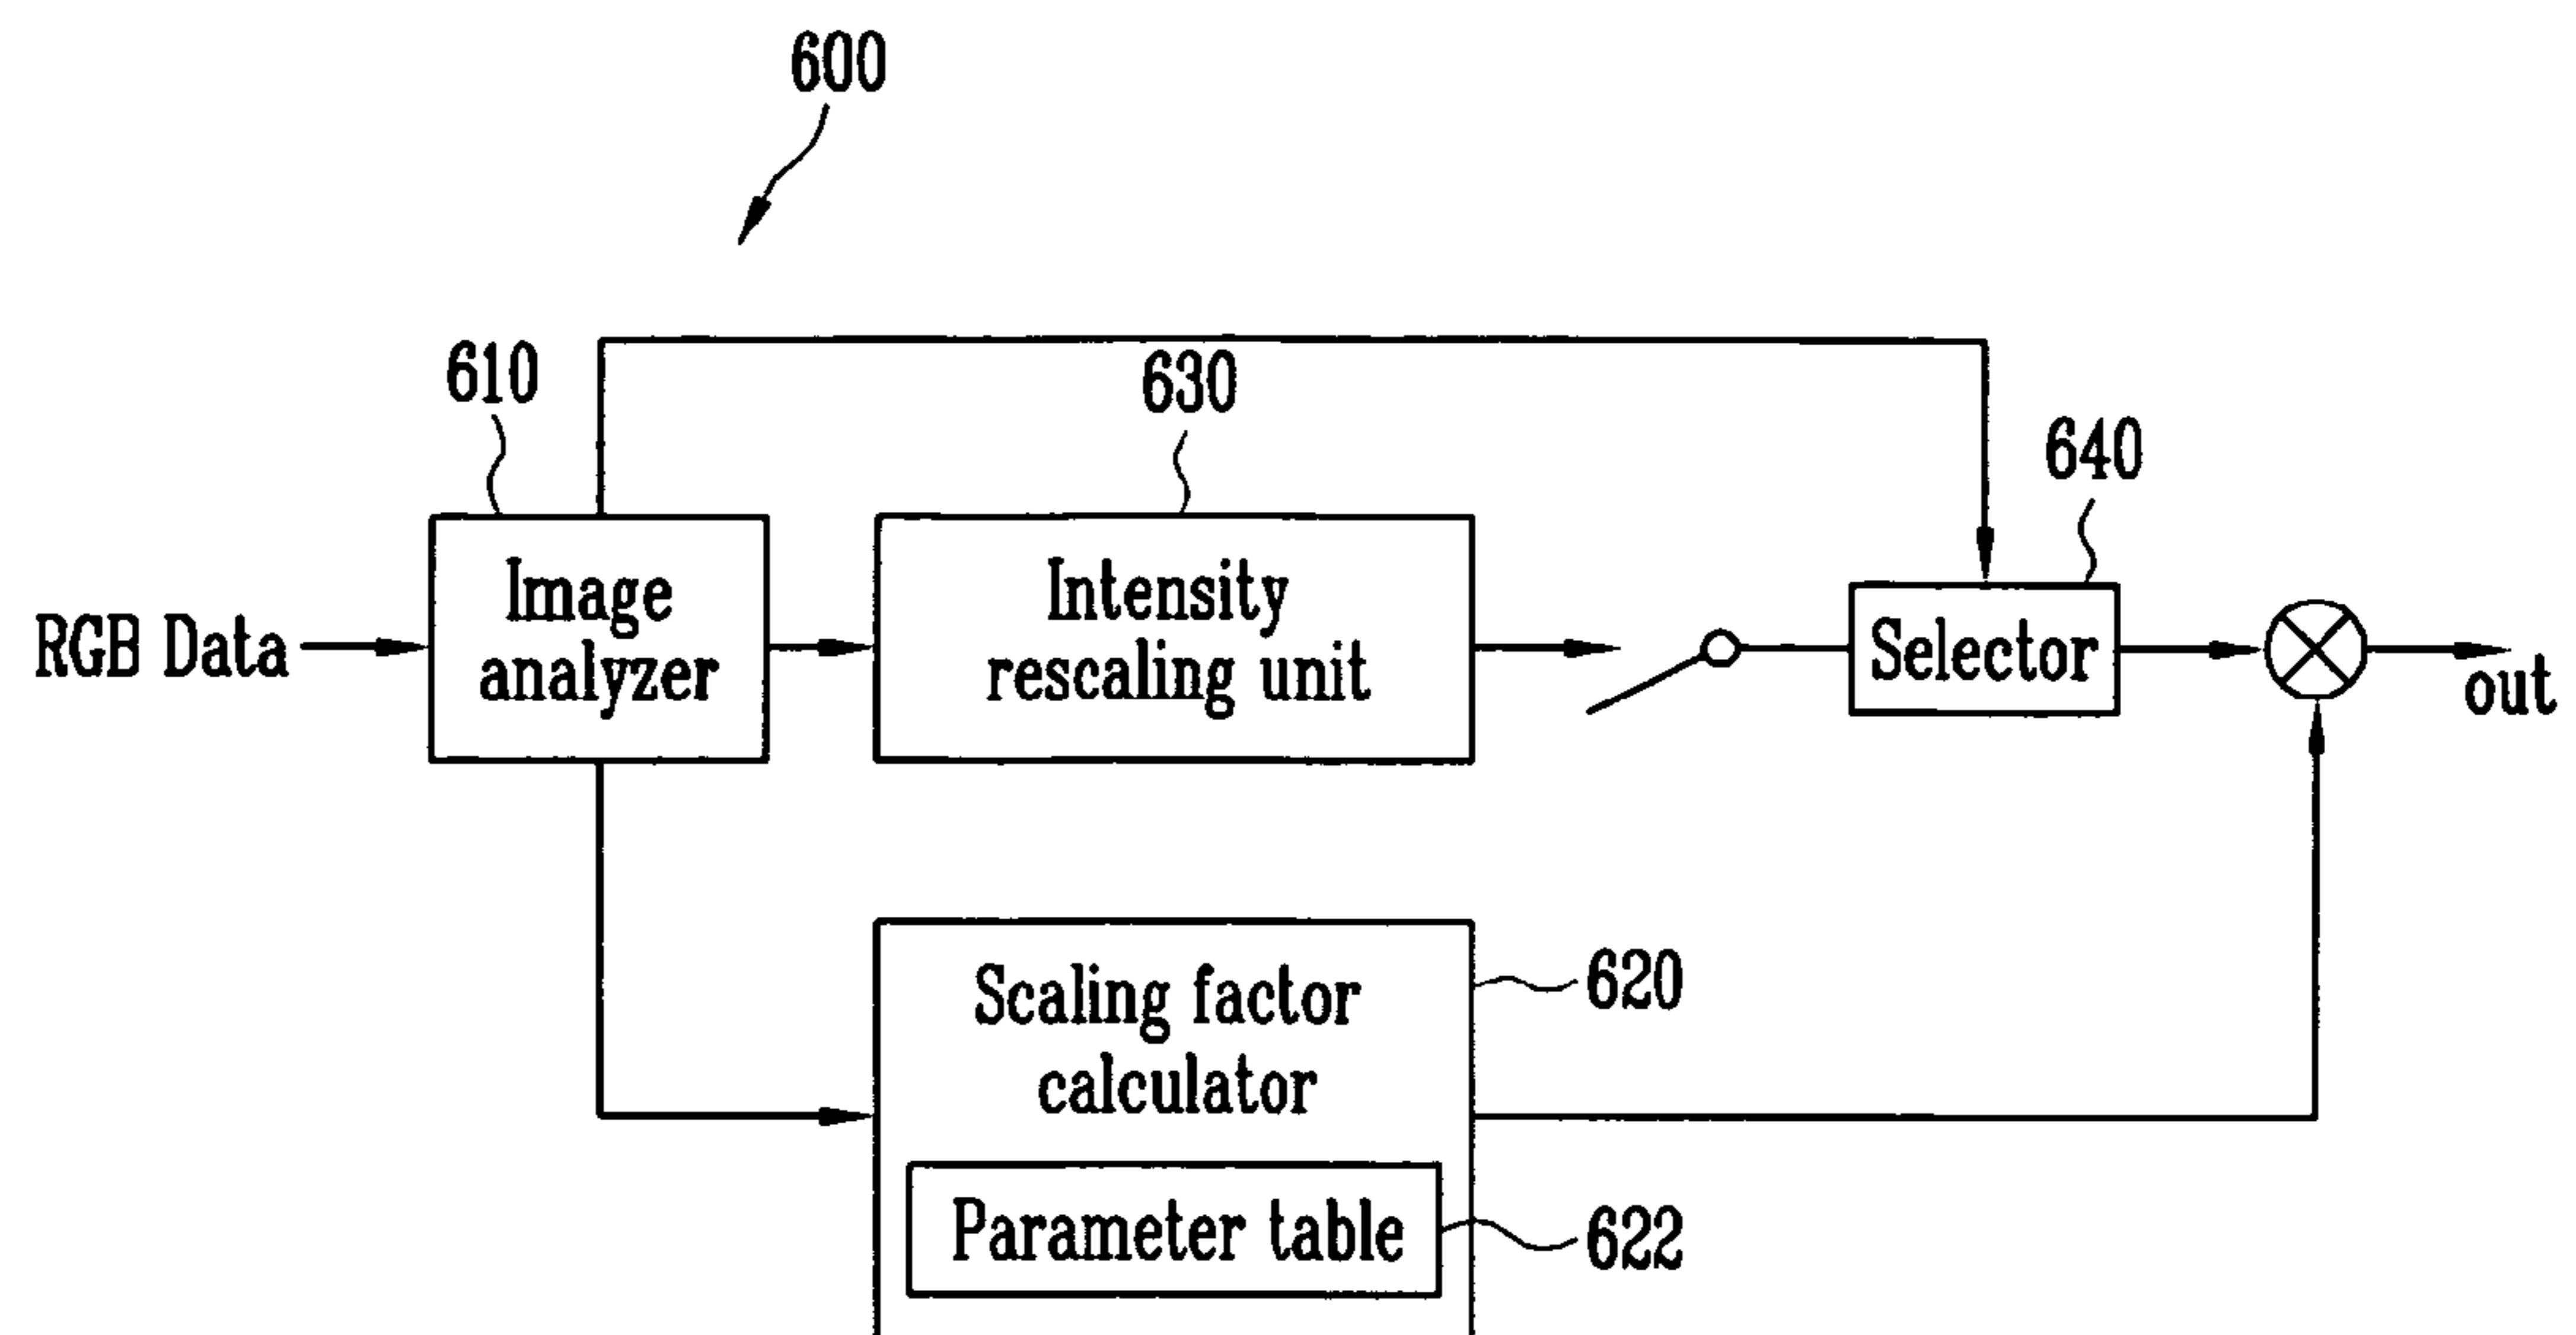 600
610
630
640
RGB Data
Image
analyzer
Intensity
rescaling unit
Selector
out
Scaling factor
calculator
620
Parameter table
622